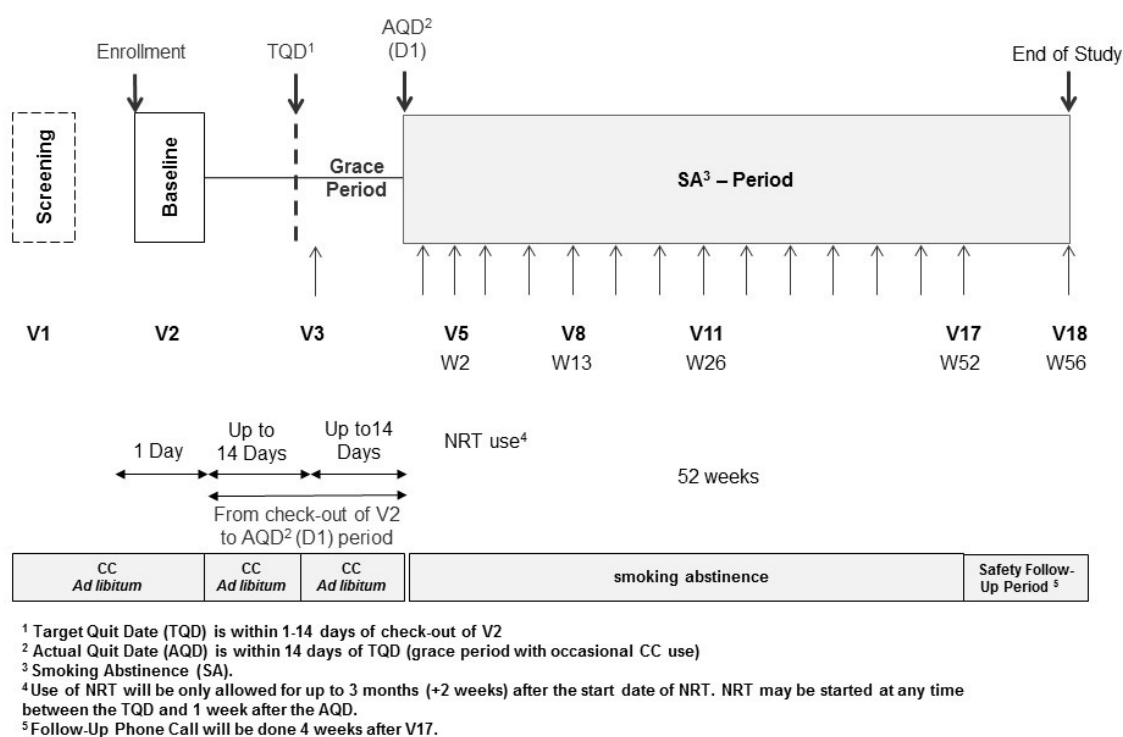 Enrollment
TQD¹
AQD²
(D1)
End of Study
Screening
Baseline
Grace
Period
SA³ – Period
V1
V2
V3
V5
V8
V11
V17
V18
W2
W13
W26
W52
W56
1 Day
Up to
14 Days
Up to14
Days
NRT use⁴
52 weeks
From check-out of V2
to AQD² (D1) period
CC
Ad libitum
CC
Ad libitum
CC
Ad libitum
smoking abstinence
Safety Follow-
Up Period ⁵
¹ Target Quit Date (TQD) is within 1-14 days of check-out of V2
² Actual Quit Date (AQD) is within 14 days of TQD (grace period with occasional CC use)
³ Smoking Abstinence (SA).
⁴ Use of NRT will be only allowed for up to 3 months (+2 weeks) after the start date of NRT. NRT may be started at any time
between the TQD and 1 week after the AQD.
⁵ Follow-Up Phone Call will be done 4 weeks after V17.